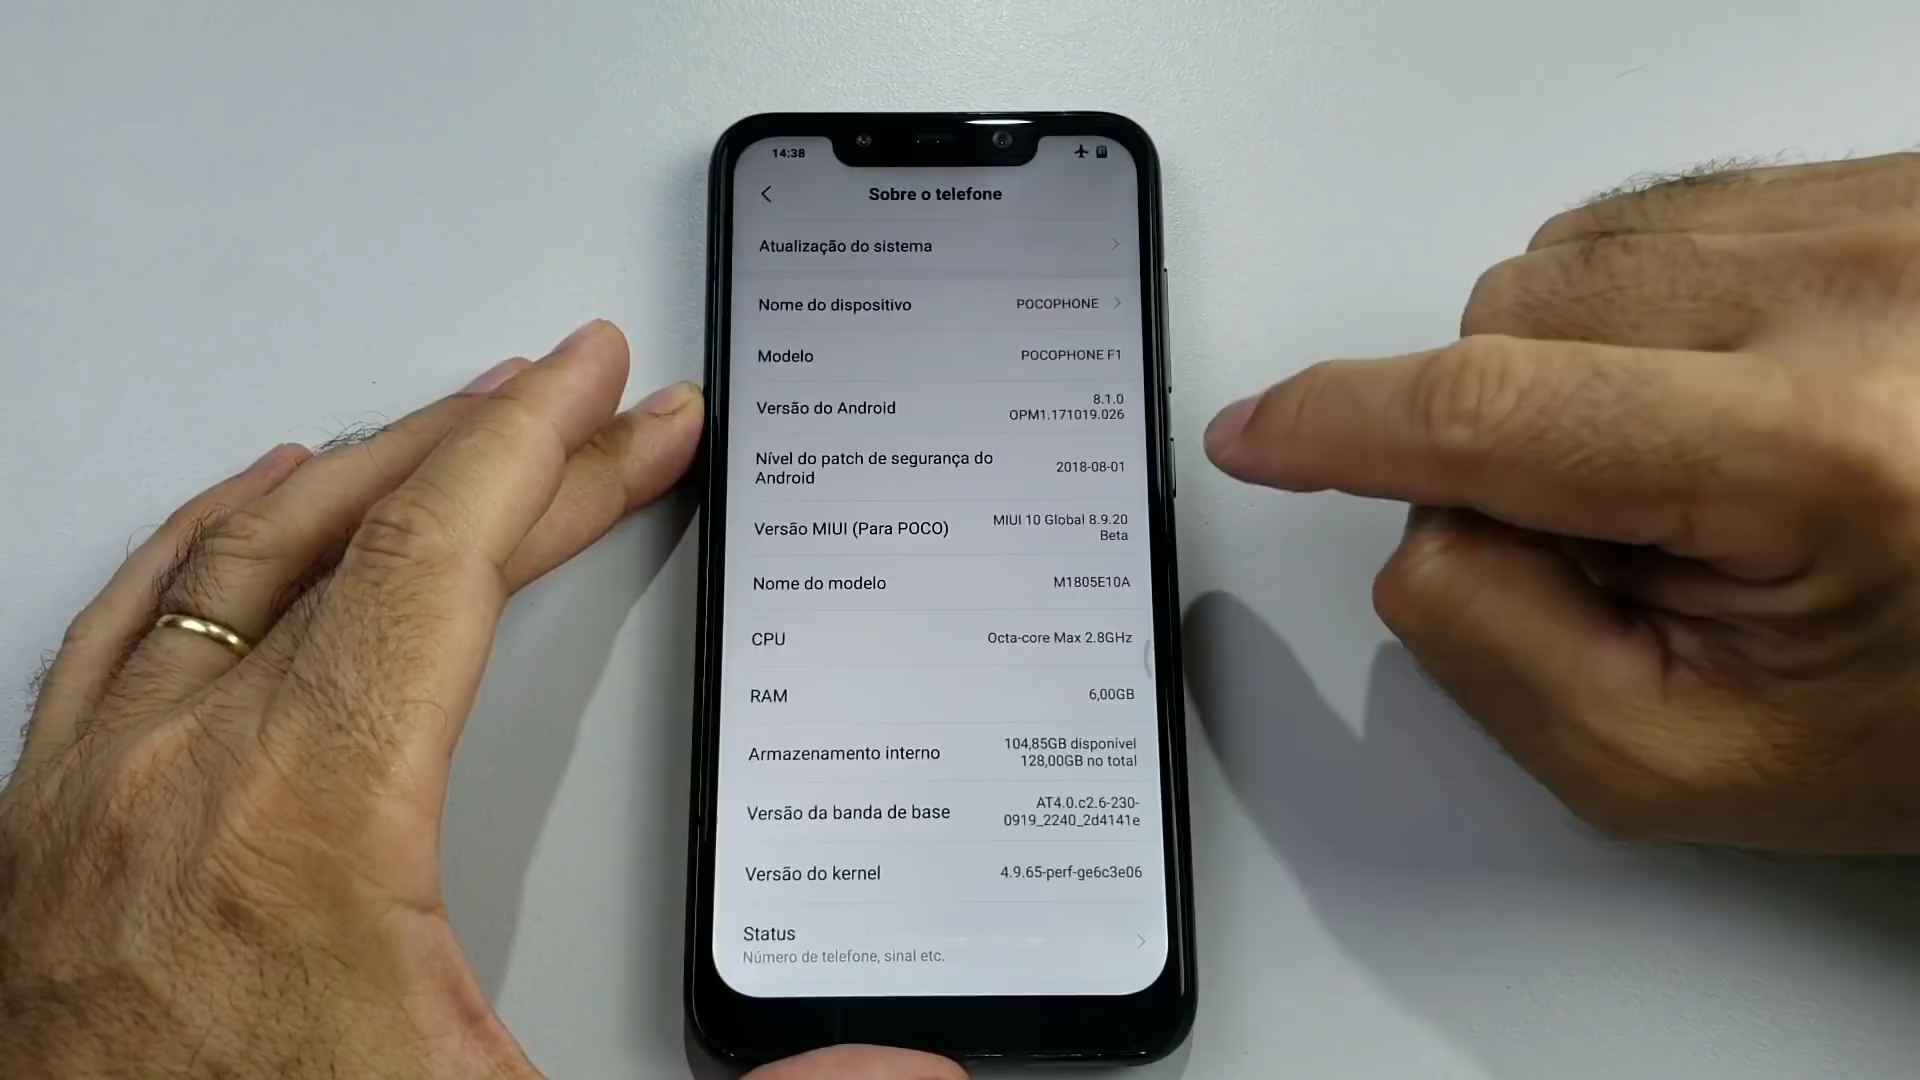 14:38
Sobre o telefone
Atualização do sistema
Nome do dispositivo
POCOPHONE
Modelo
POCOPHONE F1
Versão do Android
8.1.0
OPM1.171019.026
Nível do patch de segurança do
Android
2018-08-01
Versão MIUI (Para POCO)
MIUI 10 Global 8.9.20
Beta
Nome do modelo
M1805E10A
CPU
Octa-core Max 2.8GHz
RAM
6,00GB
Armazenamento interno
104,85GB disponível
128,00GB no total
Versão da banda de base
AT4.0.c2.6-230-
0919_2240_2d4141e
Versão do kernel
4.9.65-perf-ge6c3e06
Status
Número de telefone, sinal etc.